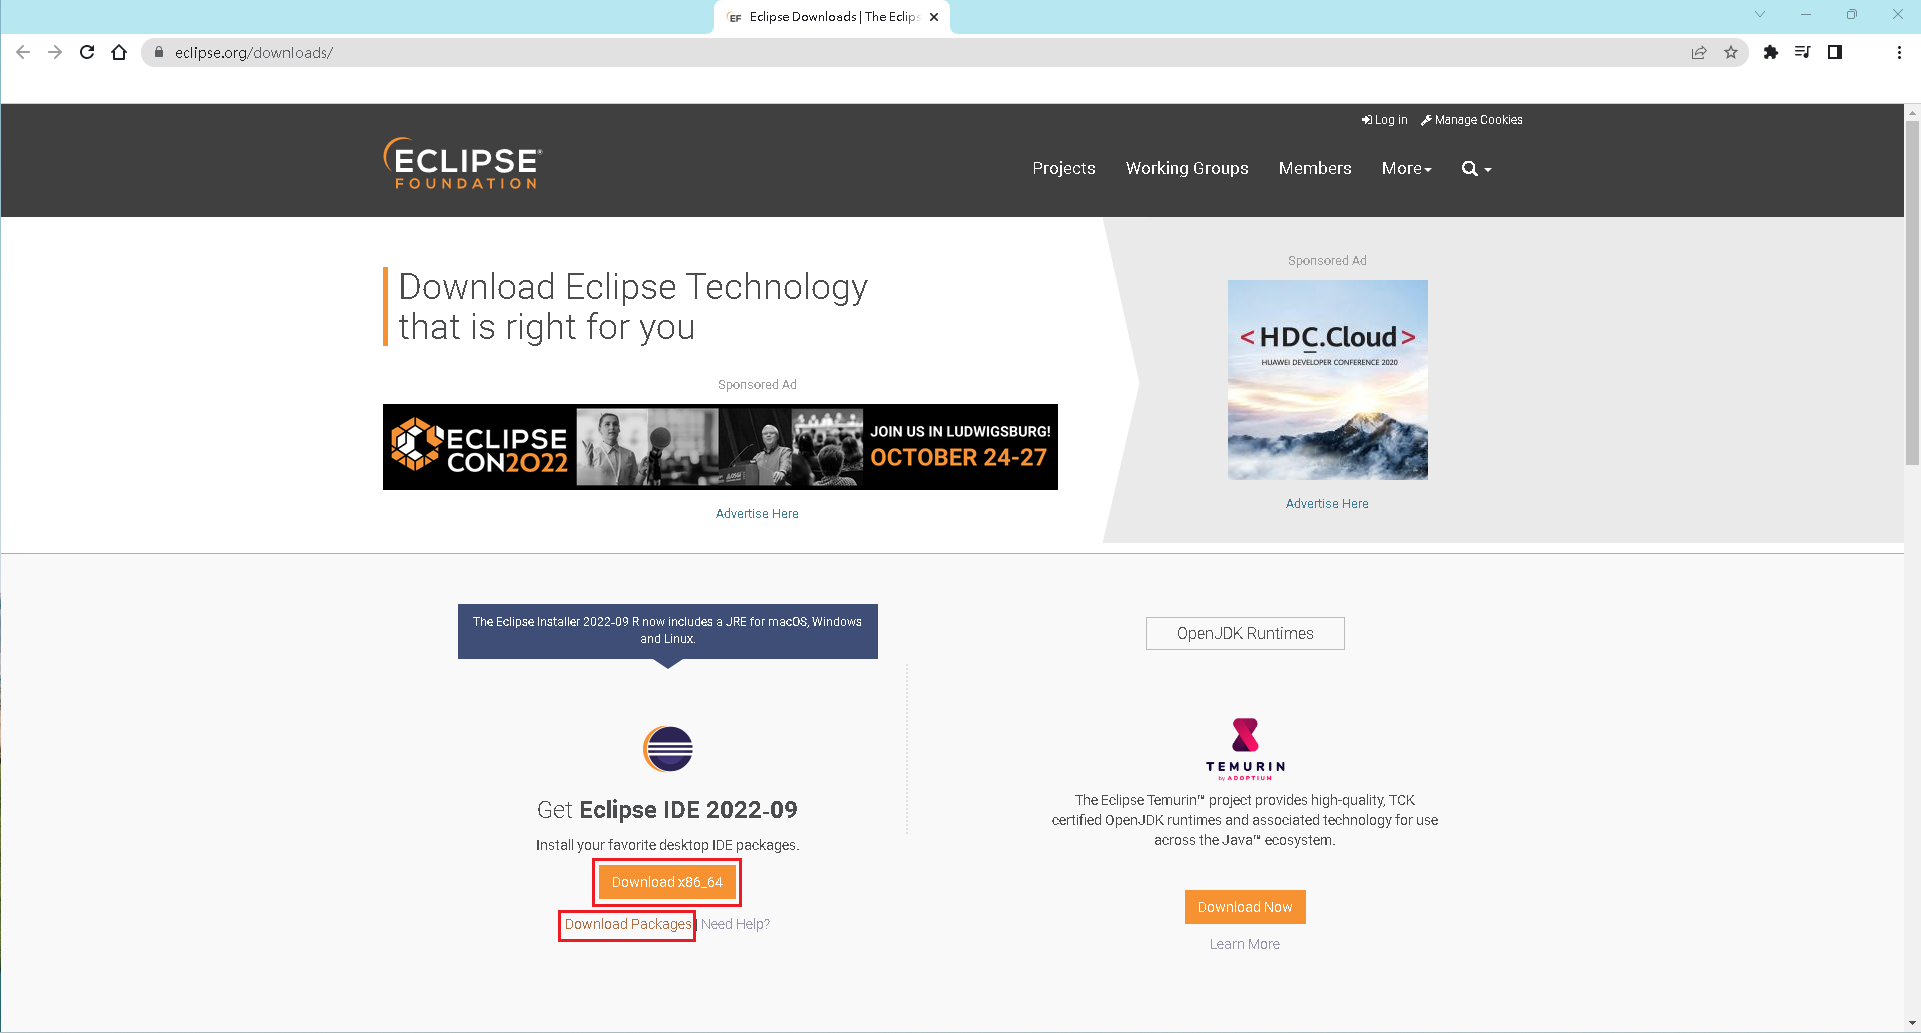 EF Eclipse Downloads | The Eclips
eclipse.org/downloads/
Log in Manage Cookies
ECLIPSE®
FOUNDATION
Projects Working Groups Members More
Download Eclipse Technology
that is right for you
Sponsored Ad
ECLIPSE
CON2022
JOIN US IN LUDWIGSBURG!
OCTOBER 24-27
Advertise Here
Sponsored Ad
<HDC.Cloud>
HUAWEI DEVELOPER CONFERENCE 2020
Advertise Here
The Eclipse Installer 2022-09 R now includes a JRE for macOS, Windows
and Linux.
Get Eclipse IDE 2022-09
Install your favorite desktop IDE packages.
Download x86_64
Download Packages | Need Help?
OpenJDK Runtimes
TEMURIN
by ADOPTIUM
The Eclipse Temurin™ project provides high-quality, TCK
certified OpenJDK runtimes and associated technology for use
across the Java™ ecosystem.
Download Now
Learn More